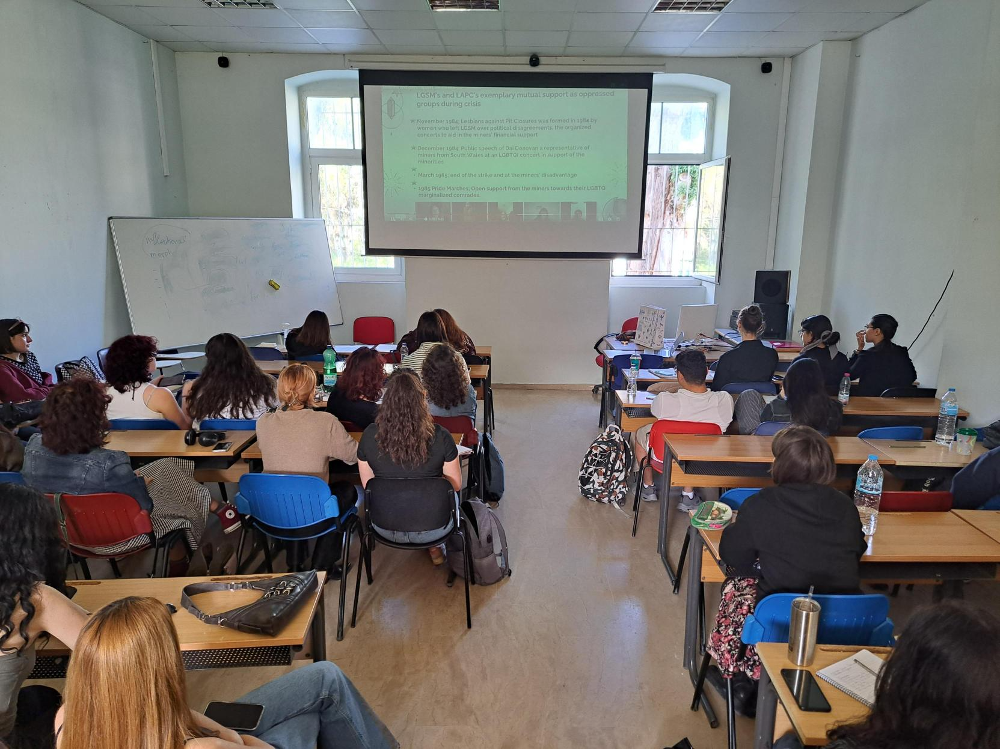 LGSM's and LAPC's exemplary mutual support as oppressed
groups during crisis
November 1984; Lesbians against Pit Closures was formed in 1984 by
women who left LGSM over political disagreements, the organized
concerts to aid in the miners' financial support
December 1984; Public speech of Dai Donovan a representative of
miners from South Wales at an LGBTQI concert in support of the
minorities
March 1985; end of the strike and at the miners' disadvantage
1985 Pride Marches; Open support from the miners towards their LGBTQ
marginalized comrades.
inflectional
morph